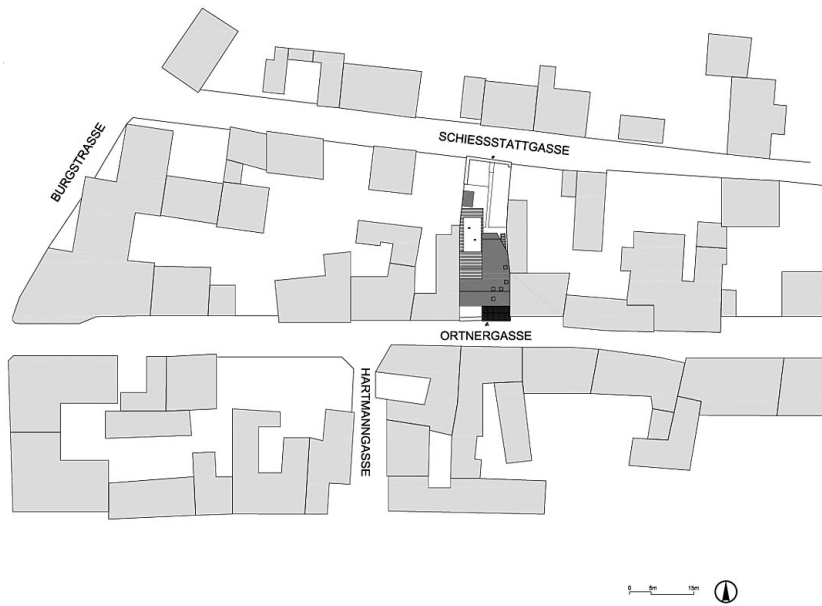 BURGSTRASSE
SCHIESSSTATTGASSE
ORTNERGASSE
HARTMANNGASSE
0 5m 15m